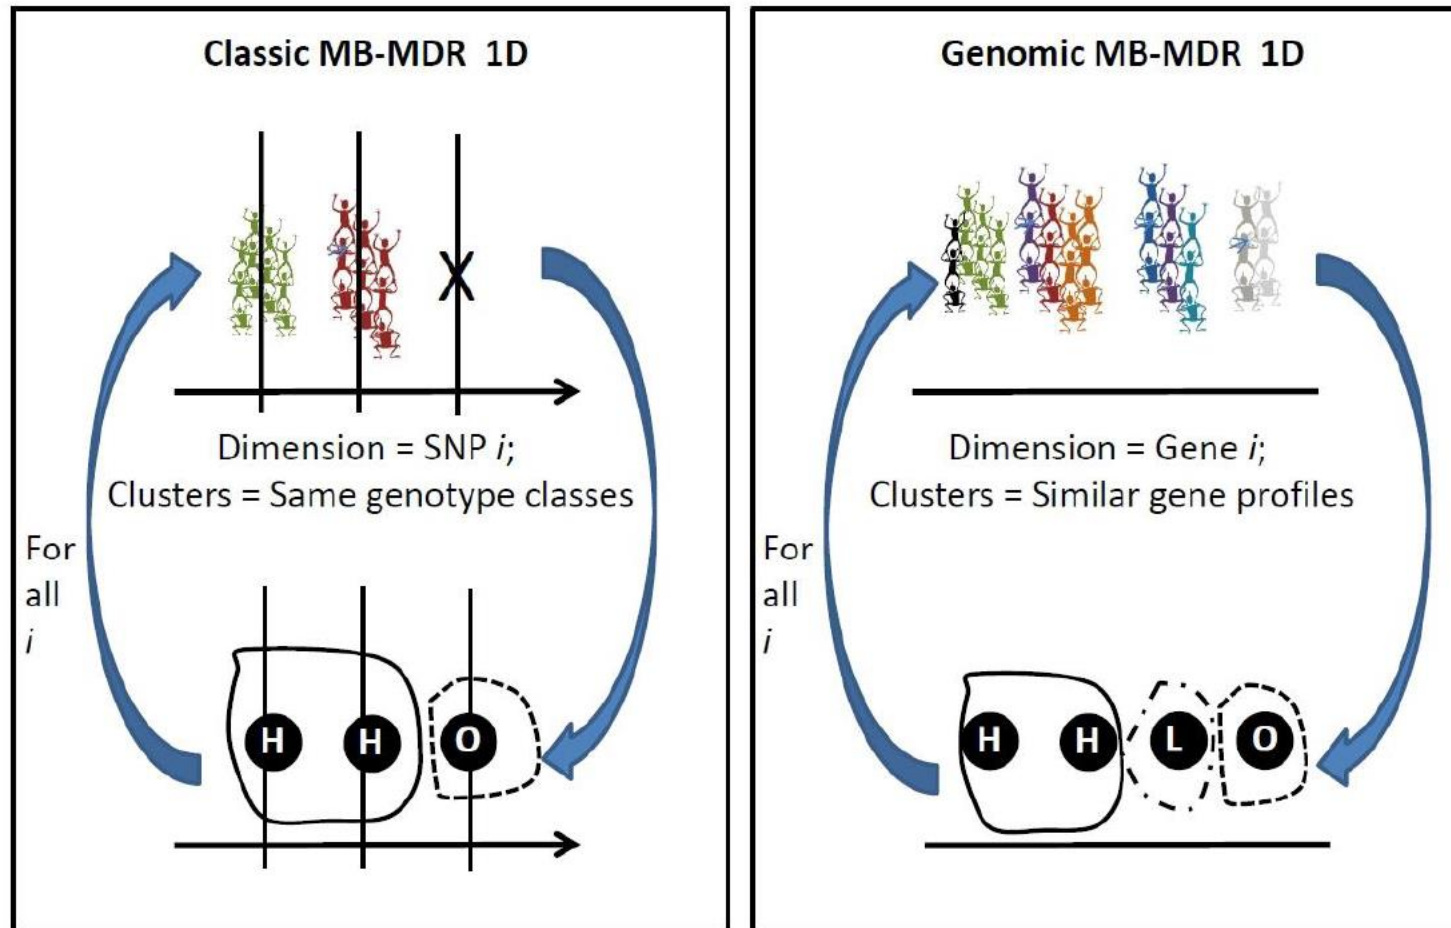 Classic MB-MDR 1D
X
Dimension = SNP i;
Clusters = Same genotype classes
For
all
i
H H O
Genomic MB-MDR 1D
Dimension = Gene i;
Clusters = Similar gene profiles
For
all
i
H H L O